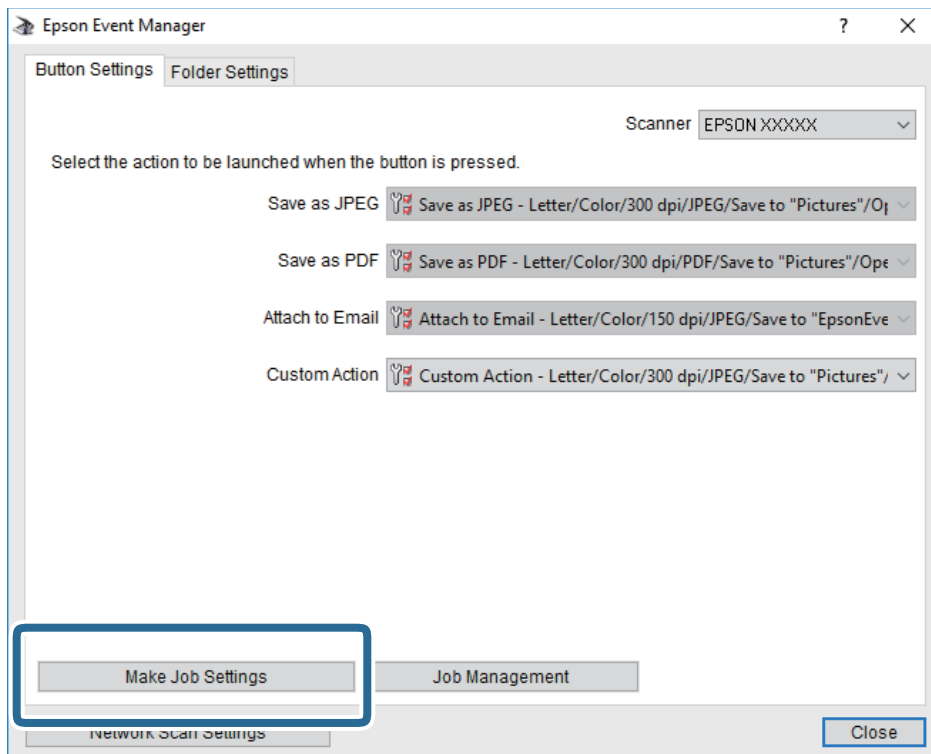 Epson Event Manager ?
Button Settings Folder Settings
Scanner EPSON XXXXX
Select the action to be launched when the button is pressed.
Save as JPEG Save as JPEG - Letter/Color/300 dpi/JPEG/Save to "Pictures"/
Save as PDF Save as PDF - Letter/Color/300 dpi/PDF/Save to "Pictures"/Ope
Attach to Email Attach to Email - Letter/Color/150 dpi/JPEG/Save to "EpsonEve
Custom Action Custom Action - Letter/Color/300 dpi/JPEG/Save to "Pictures"/
Make Job Settings Job Management
Network Scan Settings Close